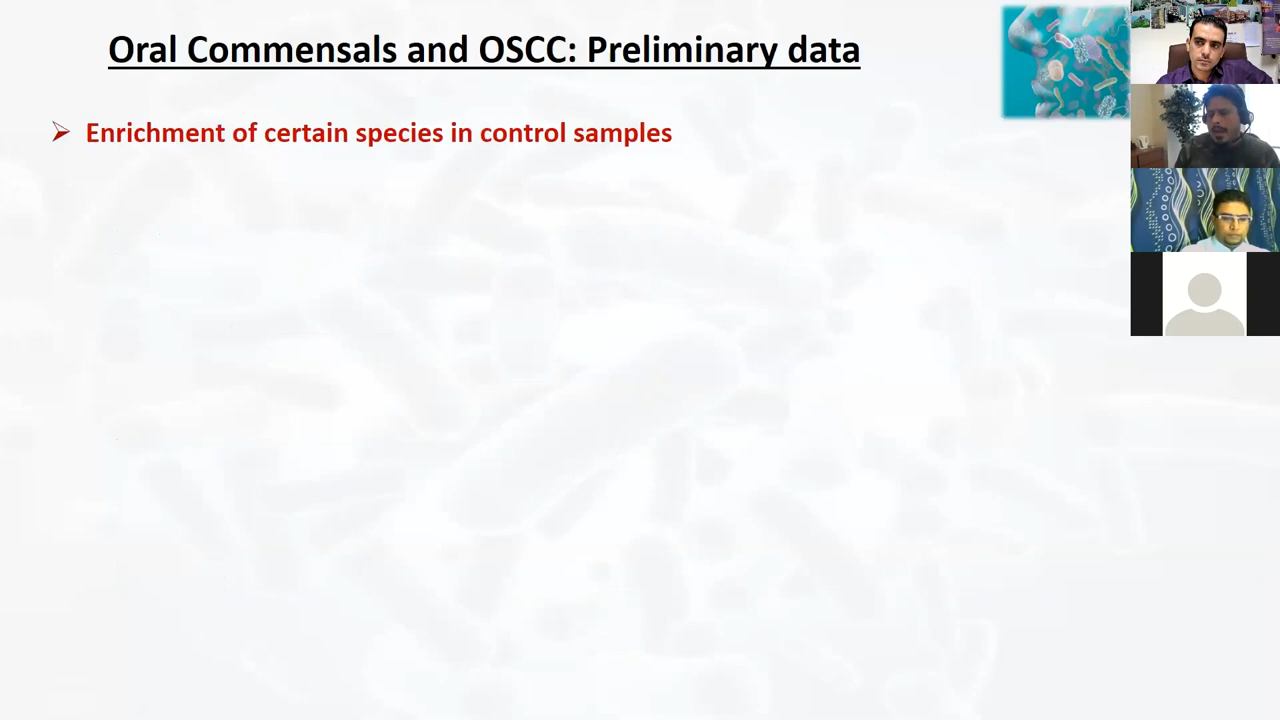 Oral Commensals and OSCC: Preliminary data
Enrichment of certain species in control samples